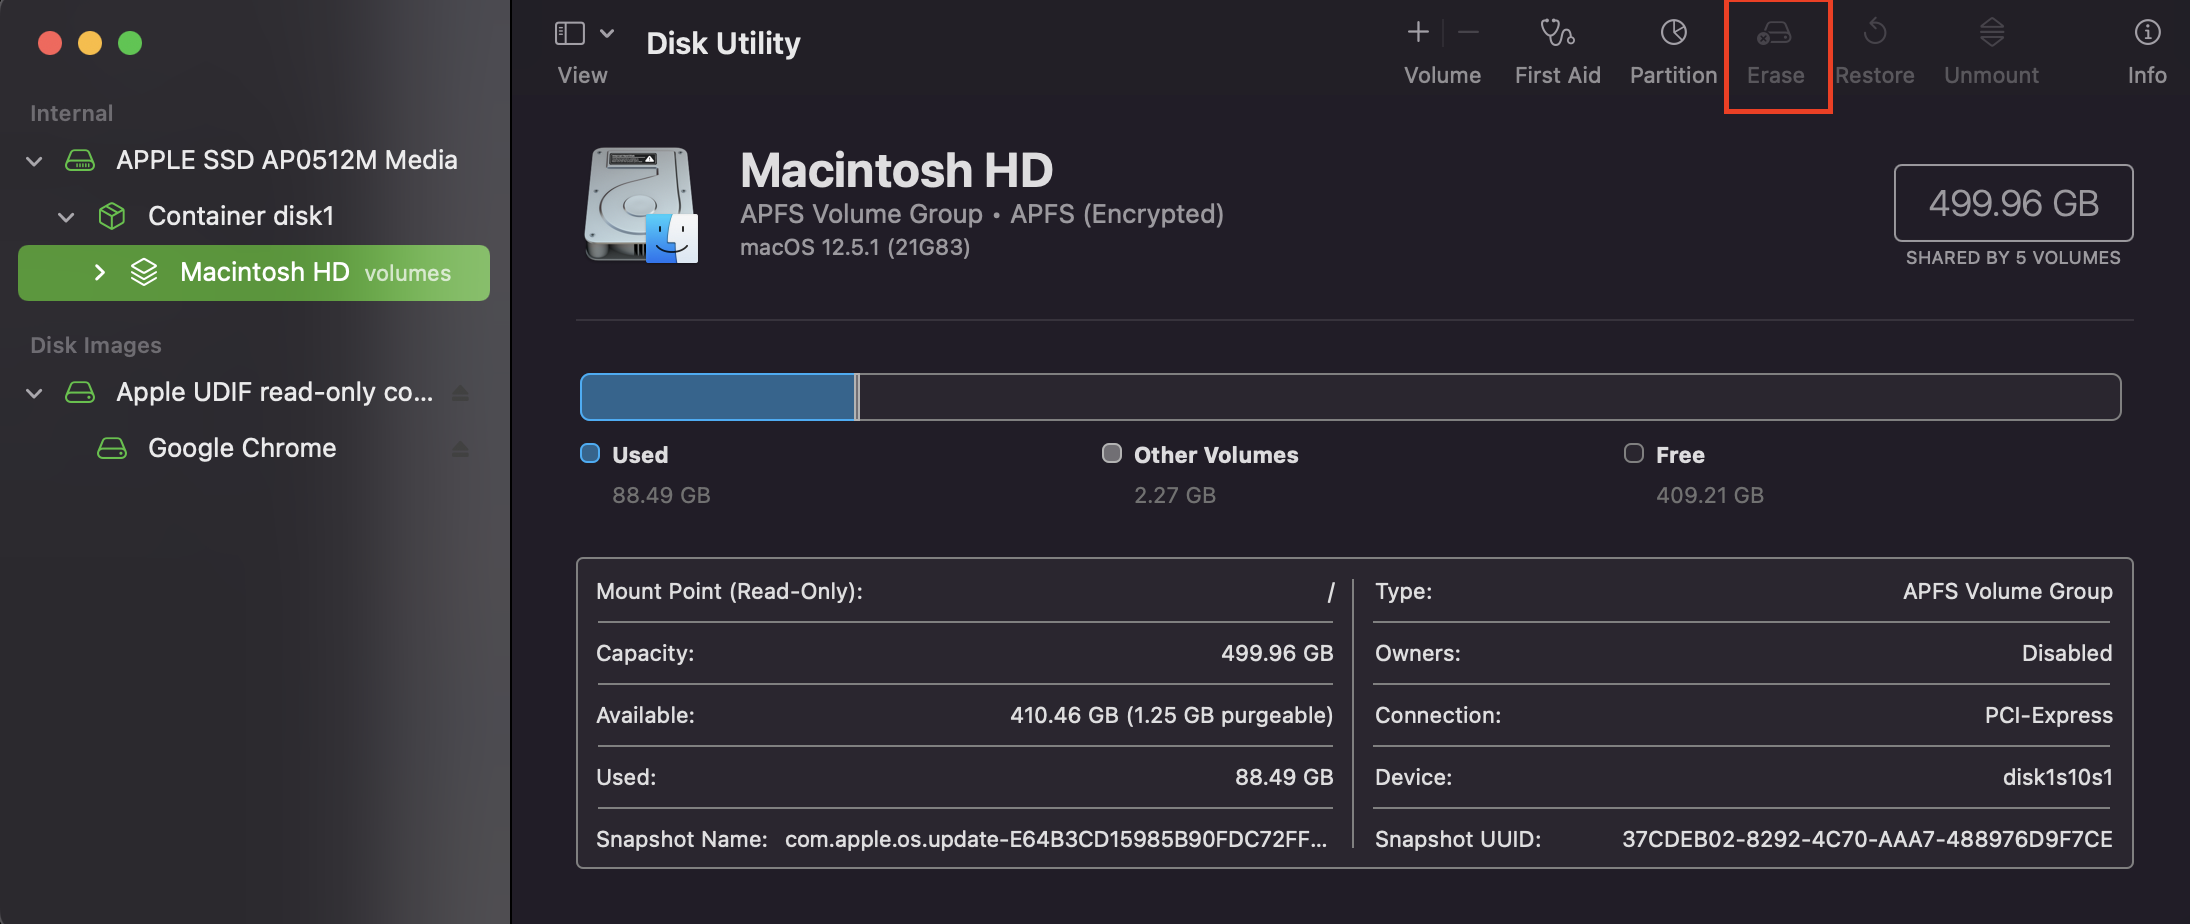 View
Disk Utility
Volume
First Aid
Partition
Erase
Restore
Unmount
Info
Internal
APPLE SSD AP0512M Media
Container disk1
Macintosh HD volumes
Disk Images
Apple UDIF read-only co...
Google Chrome
Macintosh HD
APFS Volume Group • APFS (Encrypted)
macOS 12.5.1 (21G83)
499.96 GB
SHARED BY 5 VOLUMES
Used
88.49 GB
Other Volumes
2.27 GB
Free
409.21 GB
Mount Point (Read-Only): /
Capacity: 499.96 GB
Available: 410.46 GB (1.25 GB purgeable)
Used: 88.49 GB
Snapshot Name: com.apple.os.update-E64B3CD15985B90FDC72FF...
Type: APFS Volume Group
Owners: Disabled
Connection: PCI-Express
Device: disk1s10s1
Snapshot UUID: 37CDEB02-8292-4C70-AAA7-488976D9F7CE